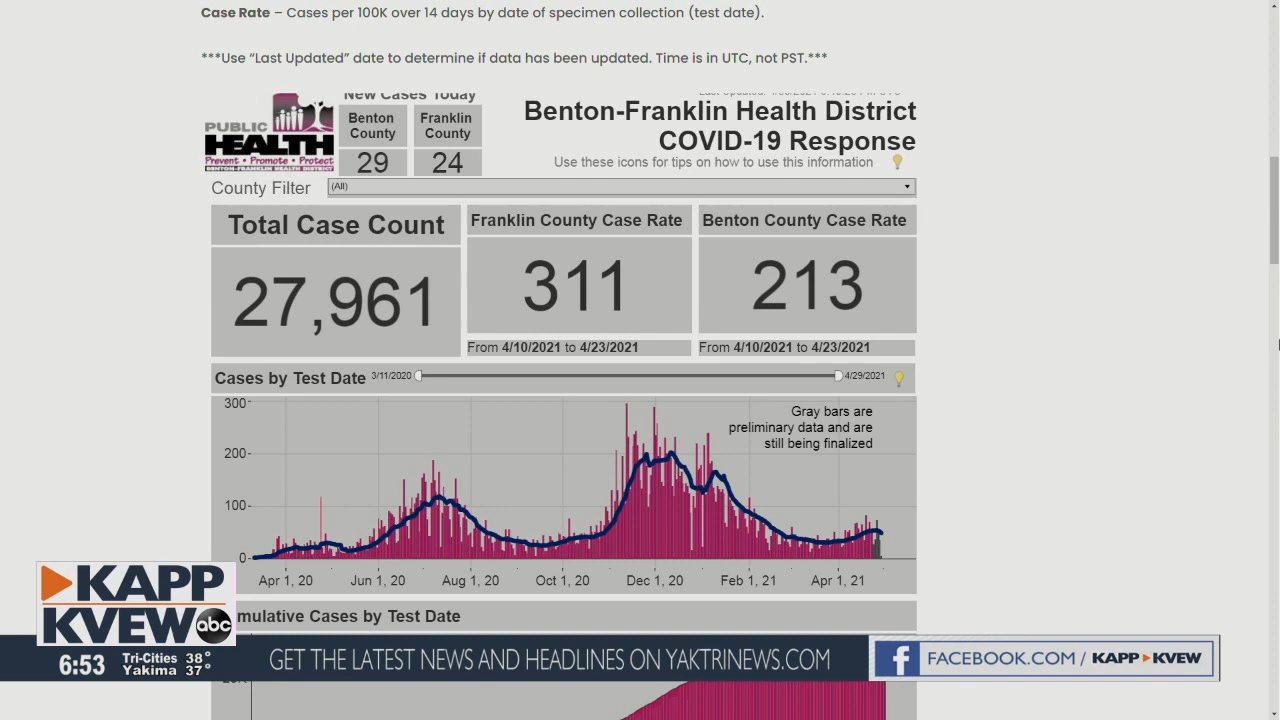 Case Rate – Cases per 100K over 14 days by date of specimen collection (test date).
***Use “Last Updated” date to determine if data has been updated. Time is in UTC, not PST.***
PUBLIC
HEALTH
Prevent • Promote • Protect
BENTON-FRANKLIN HEALTH DISTRICT
New Cases Today
Benton County
Franklin County
29
24
Benton-Franklin Health District
COVID-19 Response
Use these icons for tips on how to use this information
County Filter
(All)
Total Case Count
27,961
Franklin County Case Rate
311
From 4/10/2021 to 4/23/2021
Benton County Case Rate
213
From 4/10/2021 to 4/23/2021
Cases by Test Date
3/11/2020
4/29/2021
Gray bars are
preliminary data and are
still being finalized
300
200
100
0
Apr 1, 20
Jun 1, 20
Aug 1, 20
Oct 1, 20
Dec 1, 20
Feb 1, 21
Apr 1, 21
mulative Cases by Test Date
KAPP
KVEW
abc
6:53
Tri-Cities 38°
Yakima 37°
GET THE LATEST NEWS AND HEADLINES ON YAKTRINEWS.COM
f
FACEBOOK.COM / KAPP KVEW